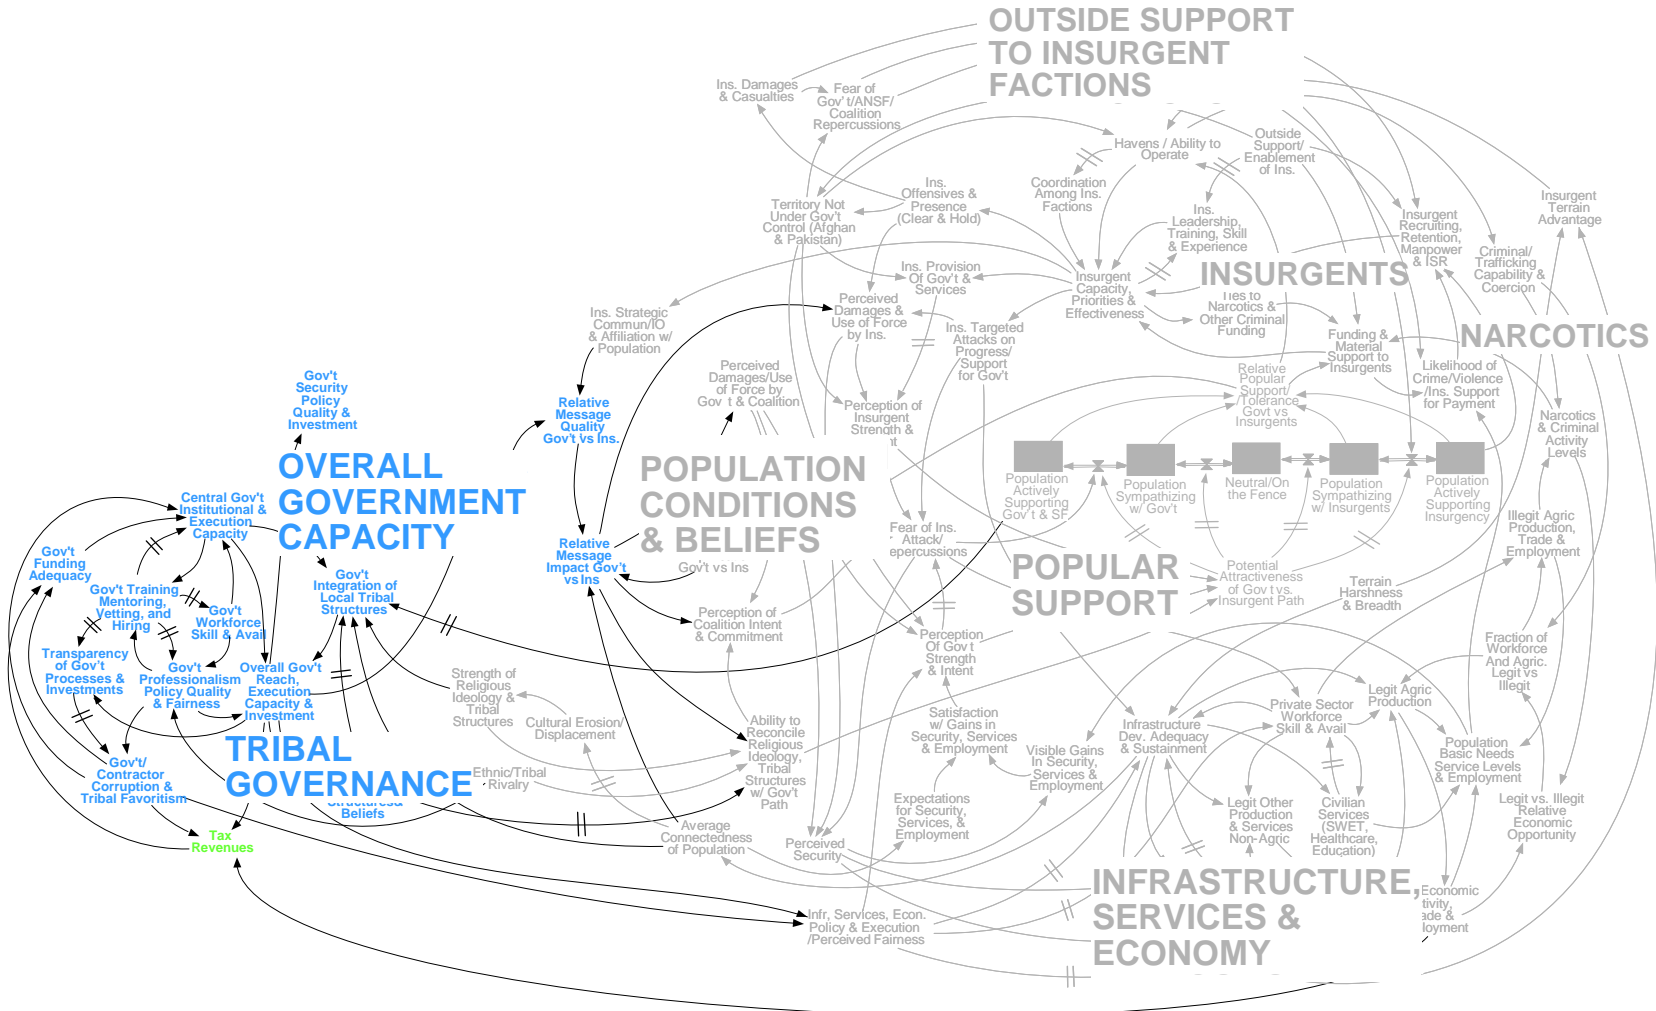 OUTSIDE SUPPORT
TO INSURGENT
FACTIONS
Ins. Damages
& Casualties
Fear of
Gov't/ANSF/
Coalition
Repercussions
Havens / Ability to
Operate
Outside
Support/
Enablement
of Ins.
Coordination
Among Ins.
Factions
Ins.
Offensives &
Presence
(Clear & Hold)
Territory Not
Under Gov't
Control (Afghan
& Pakistan)
Ins.
Leadership,
Training, Skill
& Experience
Insurgent
Recruiting,
Retention,
Manpower
& ISR
Insurgent
Terrain
Advantage
Criminal/
Trafficking
Capability &
Coercion
INSURGENTS
Ins. Provision
Of Gov't &
Services
Insurgent
Capacity,
Priorities &
Effectiveness
Ties to
Narcotics &
Other Criminal
Funding
Perceived
Damages &
Use of Force
by Ins.
Ins. Strategic
Commun/IO
& Affiliation w/
Population
Ins. Targeted
Attacks on
Progress/
Support
for Gov't
Funding &
Material
Support to
Insurgents
NARCOTICS
Perceived
Damages/Use
of Force by
Gov't & Coalition
Relative
Popular
Support/
Tolerance
Govt vs
Insurgents
Likelihood of
Crime/Violence
/Ins. Support
for Payment
Gov't
Security
Policy
Quality &
Investment
Relative
Message
Quality
Gov't vs Ins.
Perception of
Insurgent
Strength &
Narcotics
& Criminal
Activity
Levels
OVERALL
GOVERNMENT
CAPACITY
POPULATION
CONDITIONS
& BELIEFS
Population
Actively
Supporting
Gov't & SF
Population
Sympathizing
w/ Gov't
Neutral/On
the Fence
Population
Sympathizing
w/ Insurgents
Population
Actively
Supporting
Insurgency
Central Gov't
Institutional &
Execution
Capacity
Gov't
Funding
Adequacy
Relative
Message
Impact Gov't
vs Ins
Fear of Ins.
Attack/
epercussions
Illegit Agric
Production,
Trade &
Employment
Gov't vs Ins
POPULAR
SUPPORT
Potential
Attractiveness
of Gov't vs.
Insurgent Path
Terrain
Harshness
& Breadth
Gov't Training
Mentoring,
Vetting, and
Hiring
Gov't
Workforce
Skill & Avail
Gov't
Integration of
Local Tribal
Structures
Perception of
Coalition Intent
& Commitment
Perception
Of Gov't
Strength
& Intent
Fraction of
Workforce
And Agric.
Legit vs
Illegit
Transparency
of Gov't
Processes &
Investments
Gov't
Professionalism
Policy Quality
& Fairness
Overall Gov't
Reach,
Execution
Capacity &
Investment
Strength of
Religious
Ideology &
Tribal
Structures
Cultural Erosion/
Displacement
Legit Agric
Production
Private Sector
Workforce
Skill & Avail
Ability to
Reconcile
Religious
Ideology,
Tribal
Structures
w/ Gov't
Path
Satisfaction
w/ Gains in
Security, Services
& Employment
Infrastructure
Dev. Adequacy
& Sustainment
Visible Gains
In Security,
Services &
Employment
Population
Basic Needs
Service Levels
& Employment
TRIBAL
GOVERNANCE
Gov't/
Contractor
Corruption &
Tribal Favoritism
Ethnic/Tribal
Rivalry
Structures&
Beliefs
Tax
Revenues
Average
Connectedness
of Population
Perceived
Security
Expectations
for Security,
Services, &
Employment
Legit Other
Production
& Services
Non-Agric
Civilian
Services
(SWET,
Healthcare,
Education)
Legit vs. Illegit
Relative
Economic
Opportunity
INFRASTRUCTURE,
SERVICES &
ECONOMY
Economic
tivity,
ade &
loyment
Infr, Services, Econ.
Policy & Execution
/Perceived Fairness